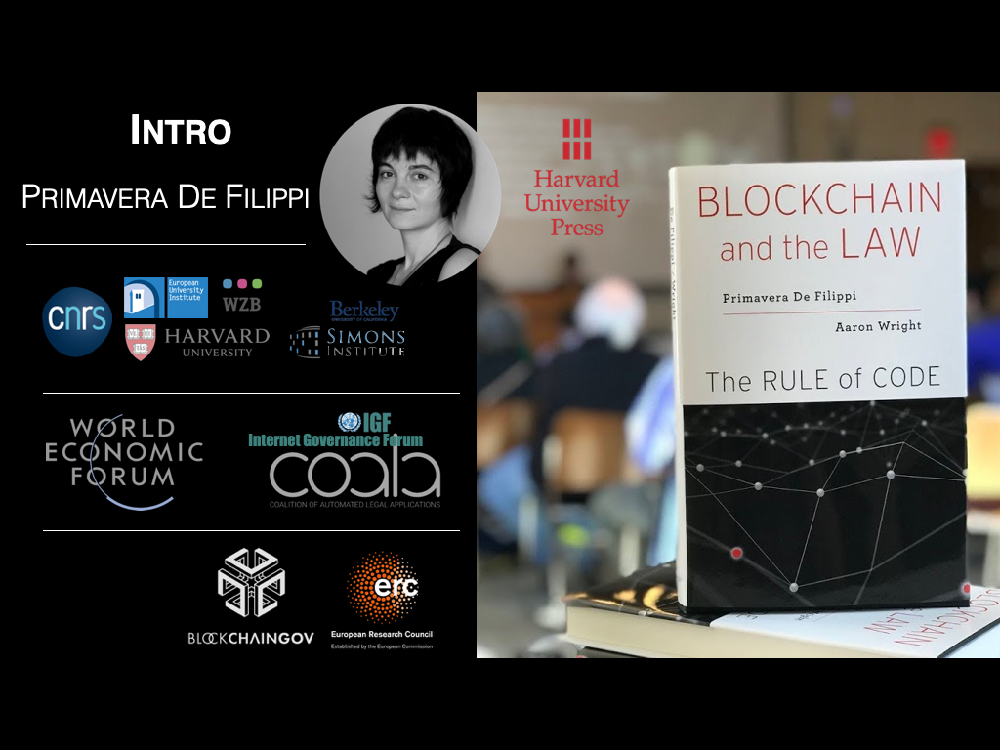 INTRO
PRIMAVERA DE FILIPPI
cnrs
European
University
Institute
WZB
HARVARD
UNIVERSITY
Berkeley
UNIVERSITY OF CALIFORNIA
SIMONS
INSTITUTE
WORLD
ECONOMIC
FORUM
IGF
Internet Governance Forum
coala
COALITION OF AUTOMATED LEGAL APPLICATIONS
BLOCKCHAINGOV
erc
European Research Council
Established by the European Commission
Harvard
University
Press
BLOCKCHAIN
and the LAW
Primavera De Filippi
Aaron Wright
The RULE of CODE
BLOCKCHAIN
LAW